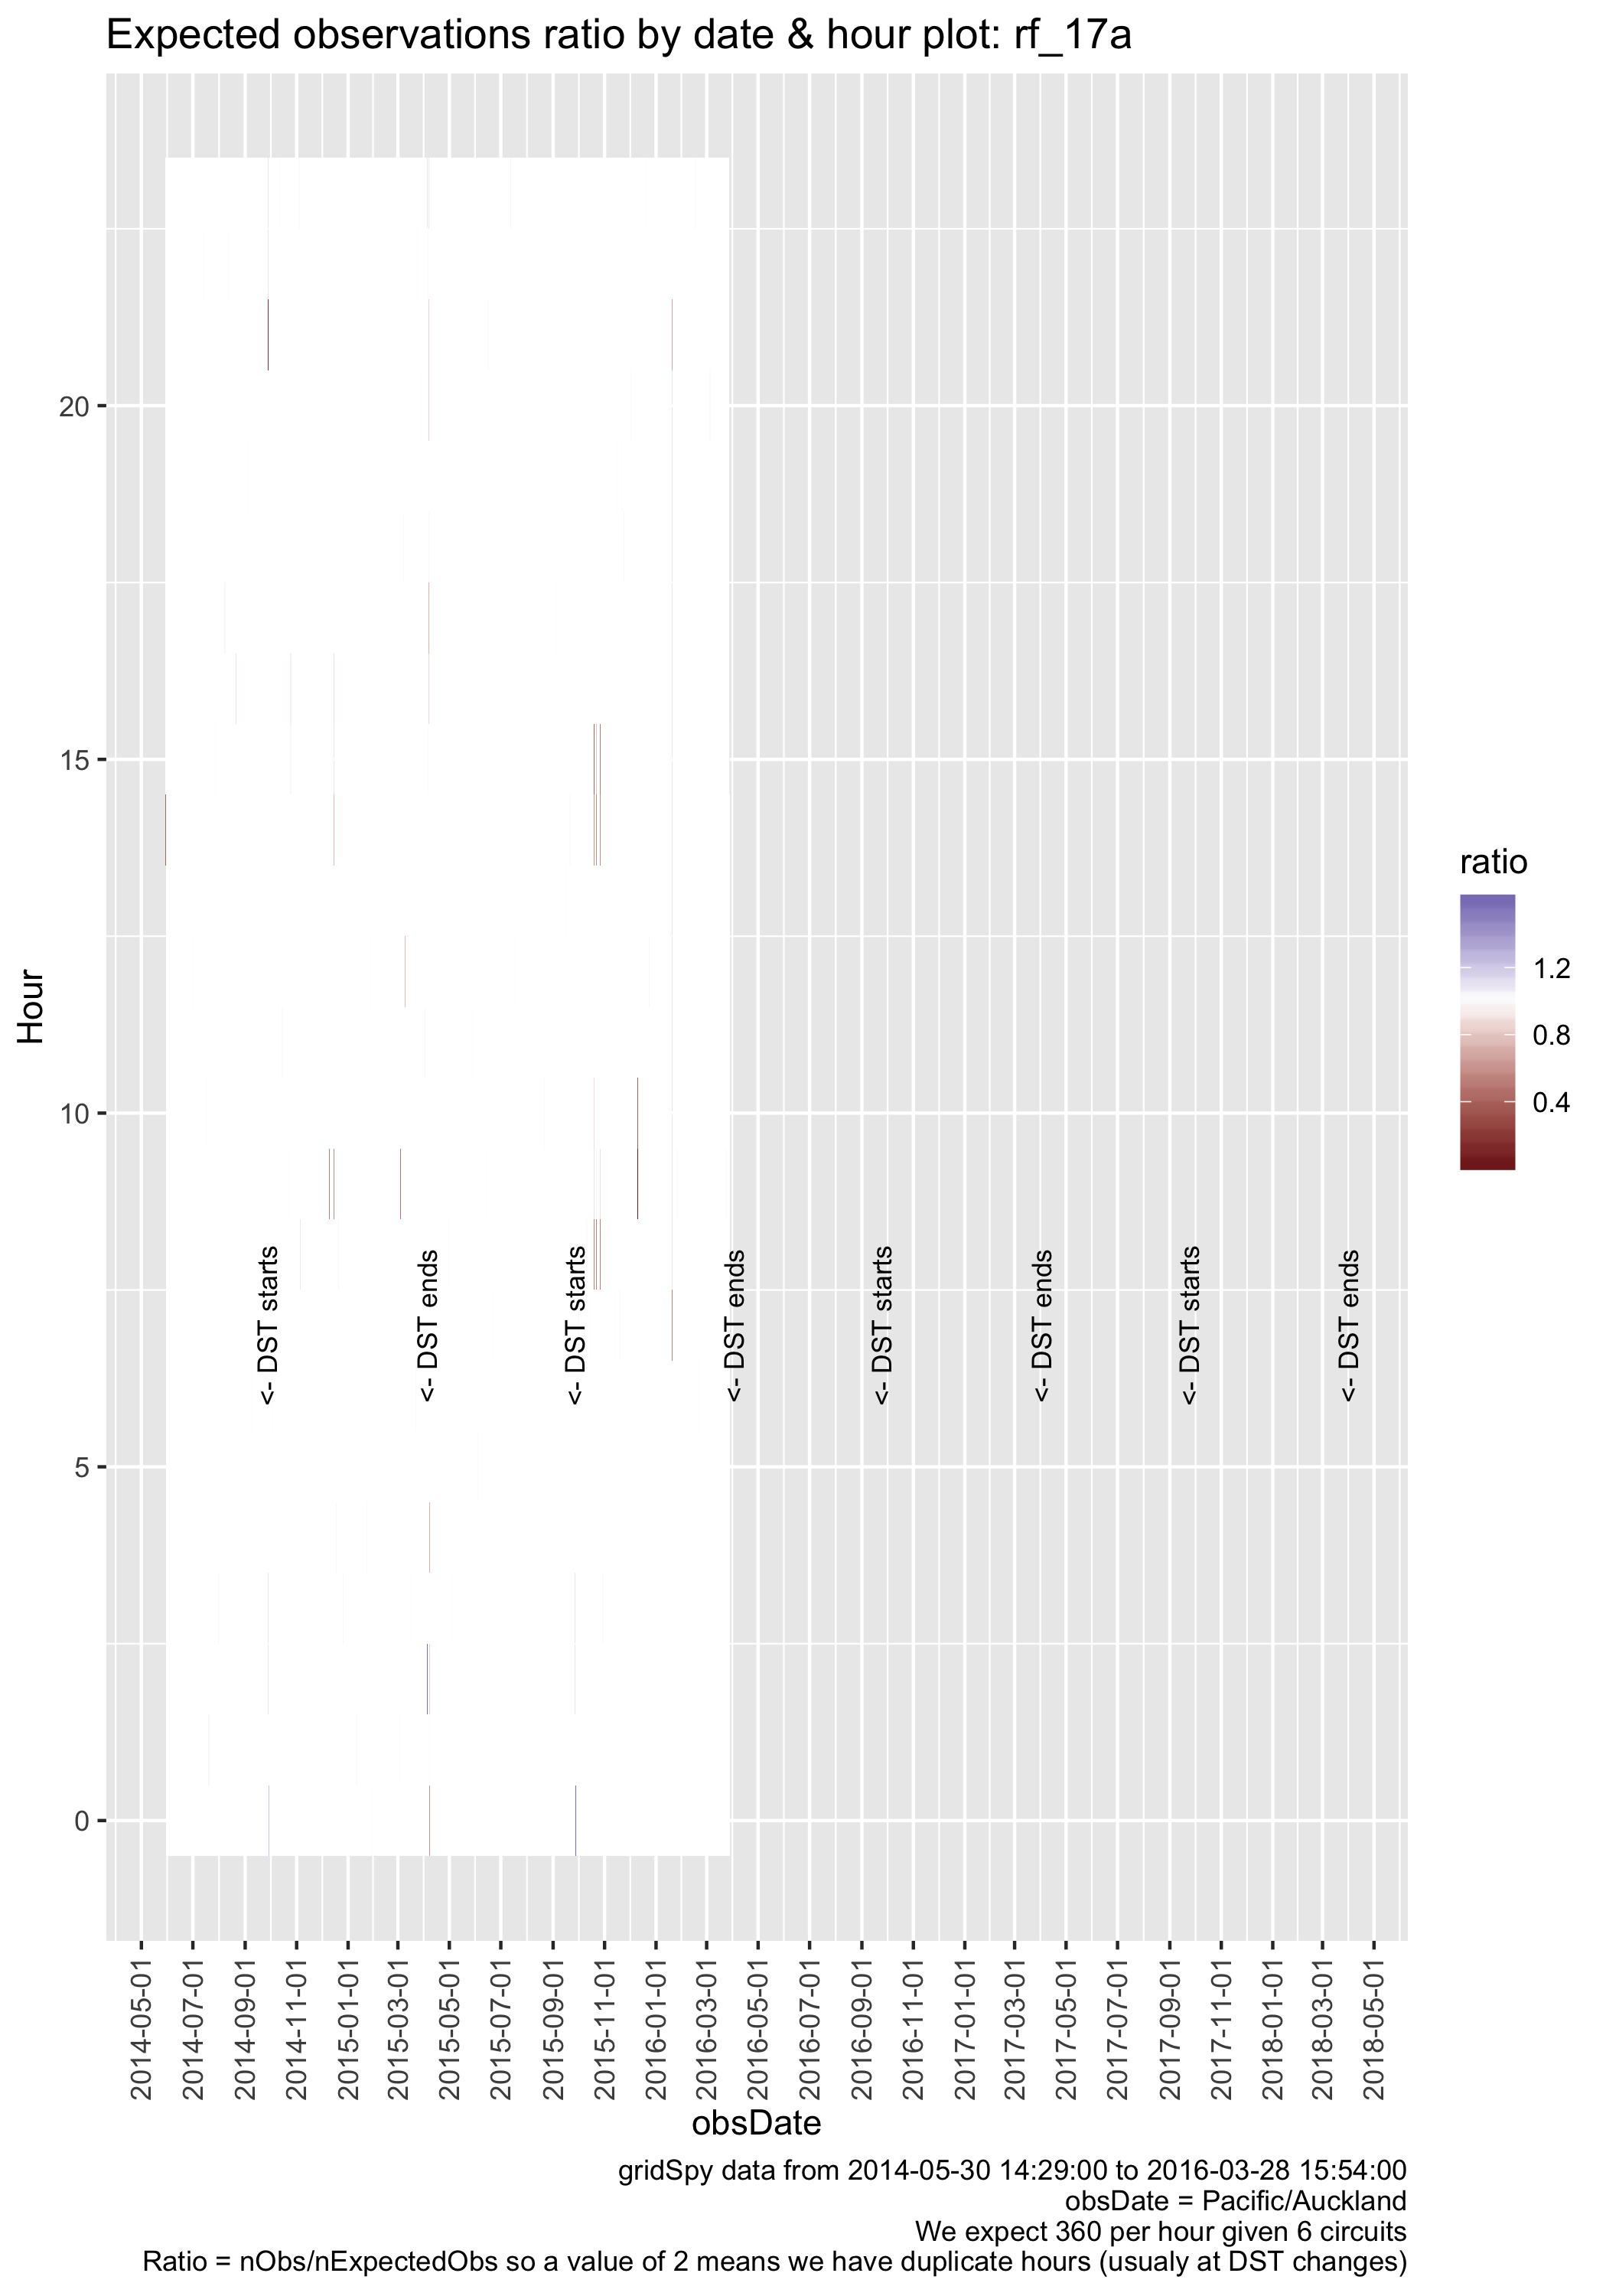 Expected observations ratio by date & hour plot: rf_17a
20
15
10
5
0
Hour
<- DST starts
<- DST ends
<- DST starts
<- DST ends
<- DST starts
<- DST ends
<- DST starts
<- DST ends
ratio
1.2
0.8
0.4
2014-05-01
2014-07-01
2014-09-01
2014-11-01
2015-01-01
2015-03-01
2015-05-01
2015-07-01
2015-09-01
2015-11-01
2016-01-01
2016-03-01
2016-05-01
2016-07-01
2016-09-01
2016-11-01
2017-01-01
2017-03-01
2017-05-01
2017-07-01
2017-09-01
2017-11-01
2018-01-01
2018-03-01
2018-05-01
obsDate
gridSpy data from 2014-05-30 14:29:00 to 2016-03-28 15:54:00
obsDate = Pacific/Auckland
We expect 360 per hour given 6 circuits
Ratio = nObs/nExpectedObs so a value of 2 means we have duplicate hours (usualy at DST changes)